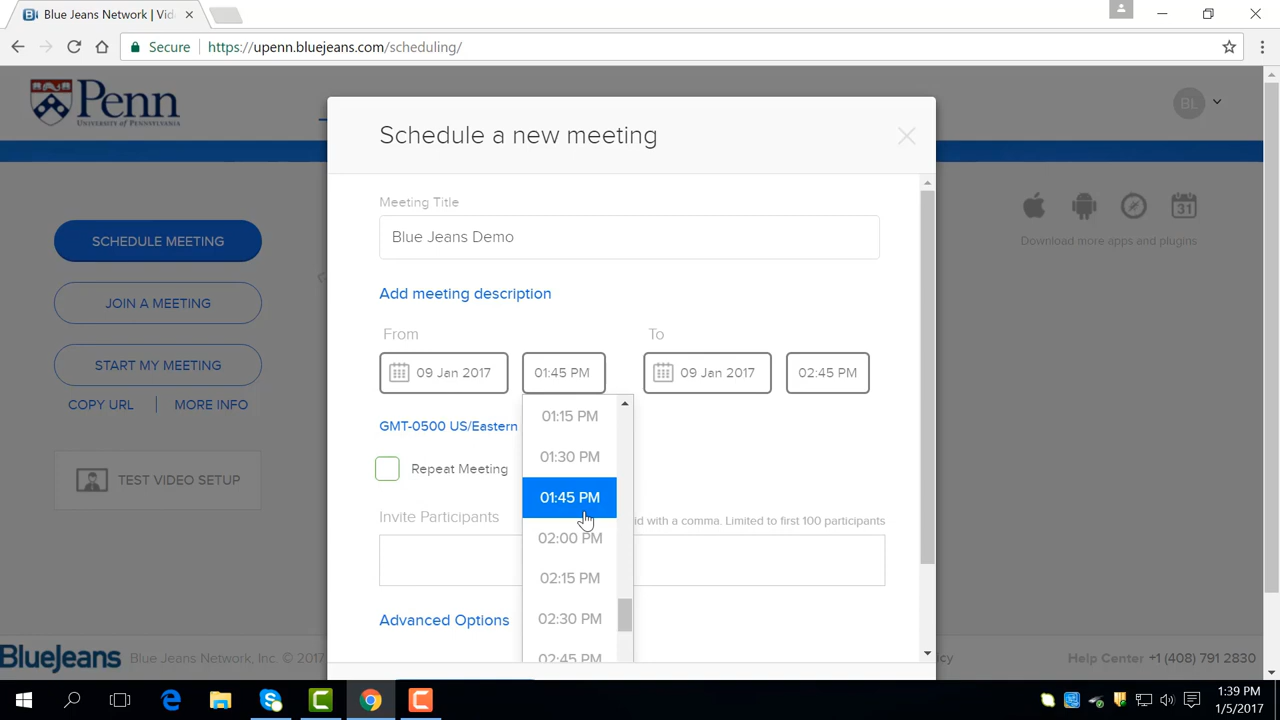 Blue Jeans Network | Vid
Secure
https://upenn.bluejeans.com/scheduling/
Penn
UNIVERSITY OF PENNSYLVANIA
BL
Schedule a new meeting
SCHEDULE MEETING
JOIN A MEETING
START MY MEETING
COPY URL | MORE INFO
TEST VIDEO SETUP
Meeting Title
Blue Jeans Demo
Add meeting description
From
To
09 Jan 2017
01:45 PM
09 Jan 2017
02:45 PM
01:15 PM
01:30 PM
01:45 PM
02:00 PM
02:15 PM
02:30 PM
02:45 PM
GMT-0500 US/Eastern
Repeat Meeting
Invite Participants
with a comma. Limited to first 100 participants
Advanced Options
31
Download more apps and plugins
BlueJeans
Blue Jeans Network, Inc. © 2017
Help Center +1 (408) 791 2830
1:39 PM
1/5/2017